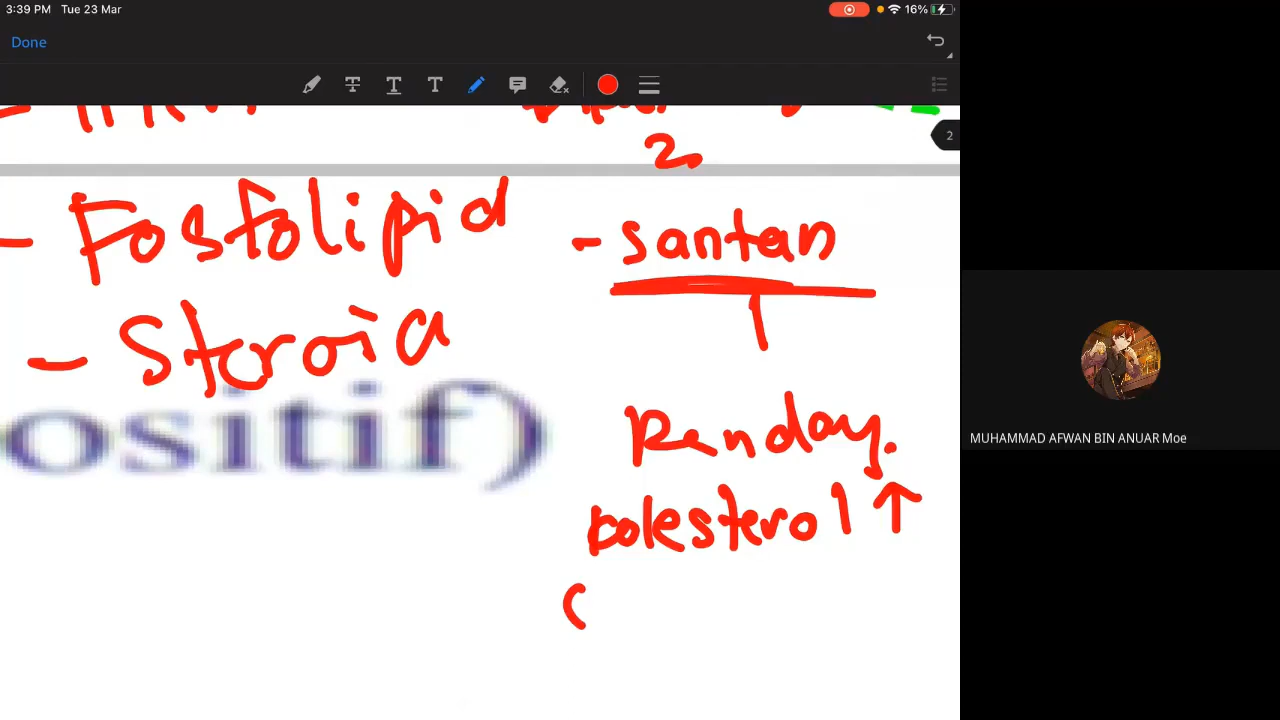 3:39 PM Tue 23 Mar
16%
Done
T T T
2
2
- Fosfolipid
- santan
- Steroid
ositif)
Rendang.
kolesterol ↑
(
MUHAMMAD AFWAN BIN ANUAR Moe